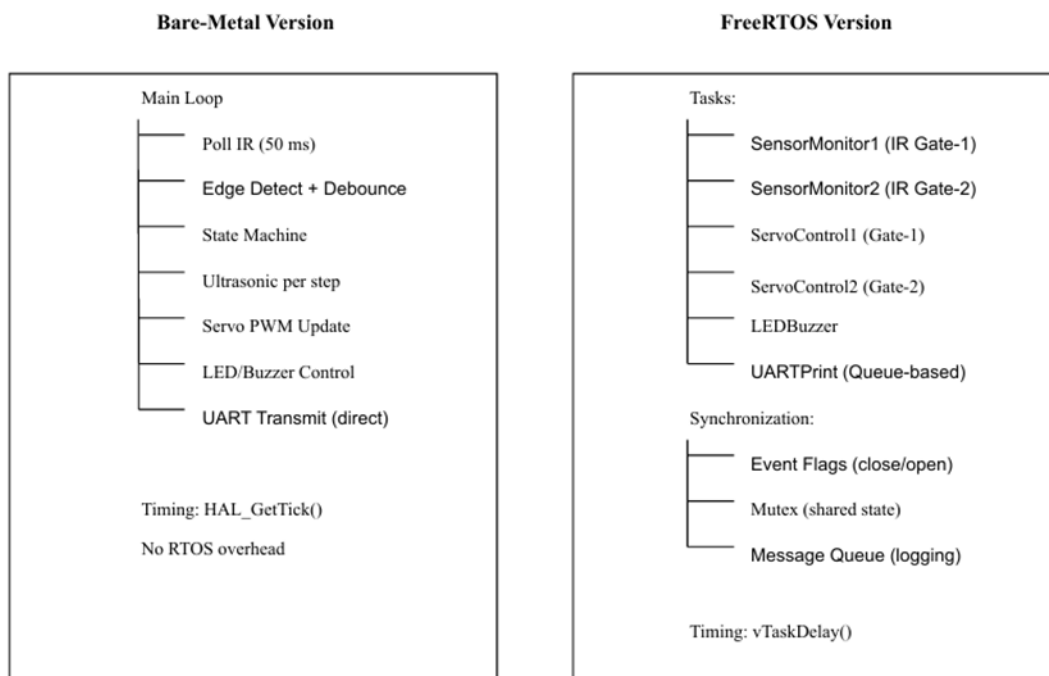 Bare-Metal Version
Main Loop
Poll IR (50 ms)
Edge Detect + Debounce
State Machine
Ultrasonic per step
Servo PWM Update
LED/Buzzer Control
UART Transmit (direct)
Timing: HAL_GetTick()
No RTOS overhead
FreeRTOS Version
Tasks:
SensorMonitor1 (IR Gate-1)
SensorMonitor2 (IR Gate-2)
ServoControl1 (Gate-1)
ServoControl2 (Gate-2)
LEDBuzzer
UARTPrint (Queue-based)
Synchronization:
Event Flags (close/open)
Mutex (shared state)
Message Queue (logging)
Timing: vTaskDelay()